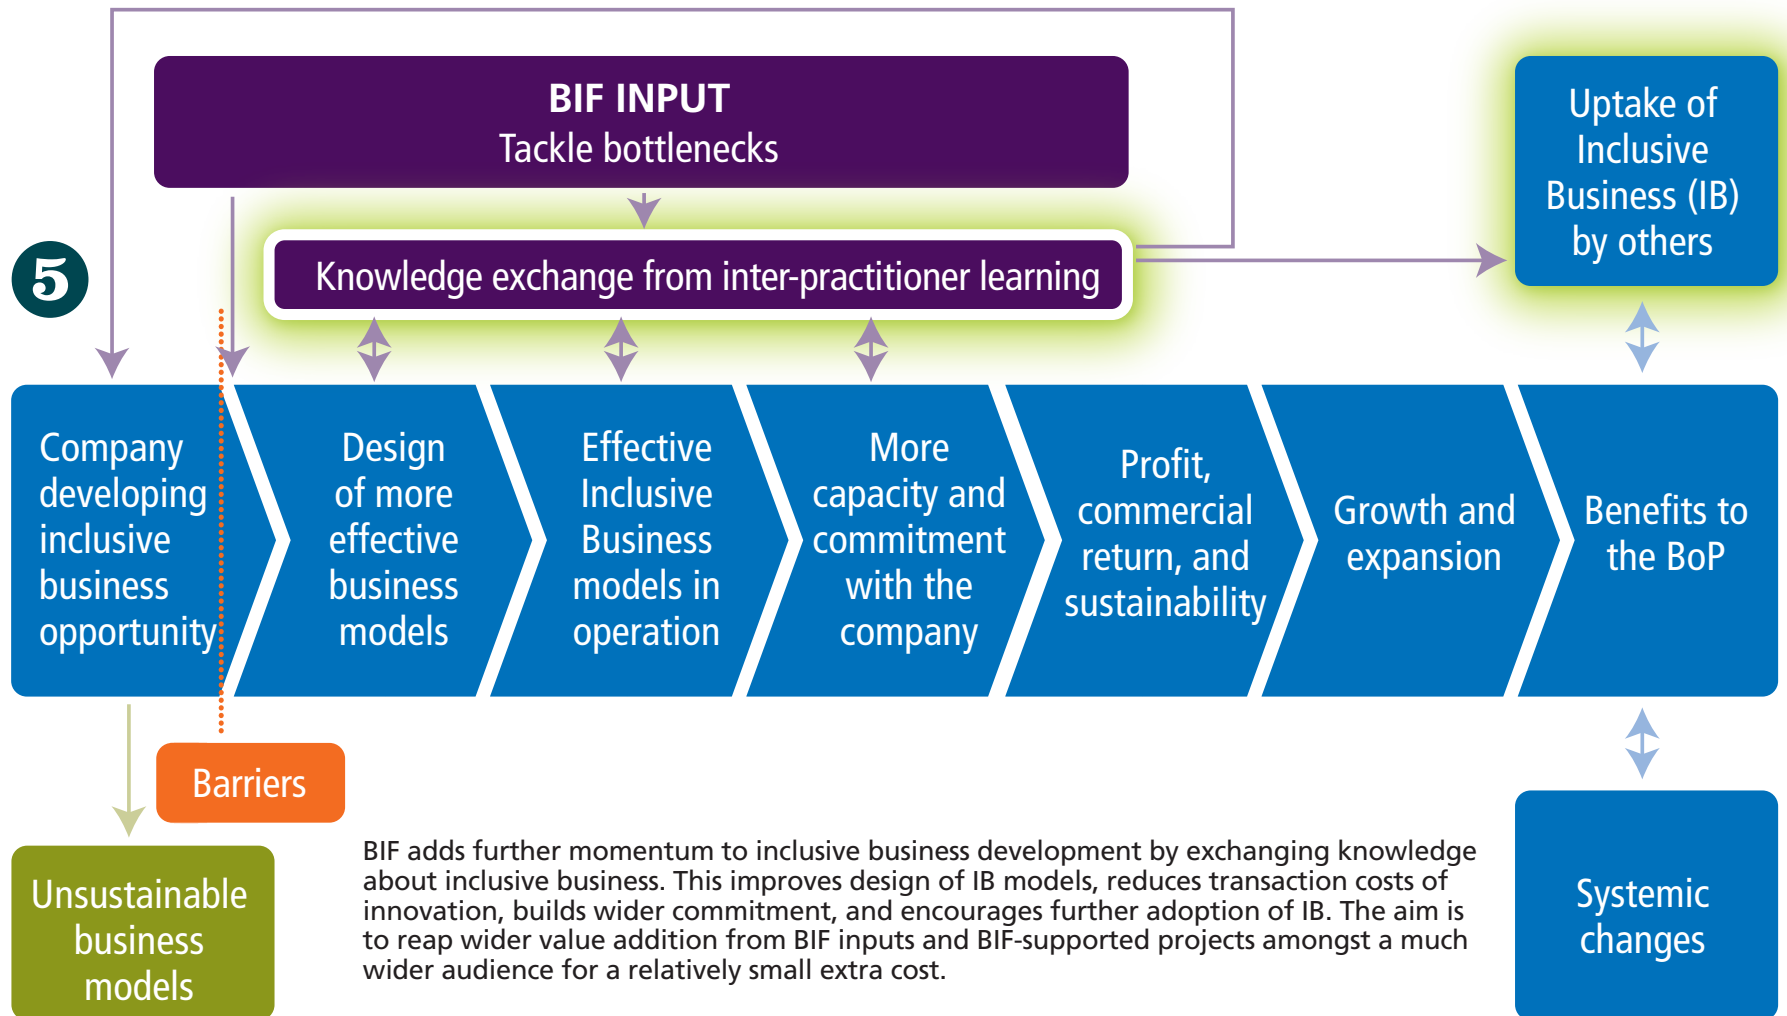 BIF INPUT
Tackle bottlenecks
Uptake of
Inclusive
Business (IB)
by others
5
Knowledge exchange from inter-practitioner learning
Company
developing
inclusive
business
opportunity
Design
of more
effective
business
models
Effective
Inclusive
Business
models in
operation
More
capacity and
commitment
with the
company
Profit,
commercial
return, and
sustainability
Growth and
expansion
Benefits to
the BoP
Barriers
Unsustainable
business
models
BIF adds further momentum to inclusive business development by exchanging knowledge
about inclusive business. This improves design of IB models, reduces transaction costs of
innovation, builds wider commitment, and encourages further adoption of IB. The aim is
to reap wider value addition from BIF inputs and BIF-supported projects amongst a much
wider audience for a relatively small extra cost.
Systemic
changes